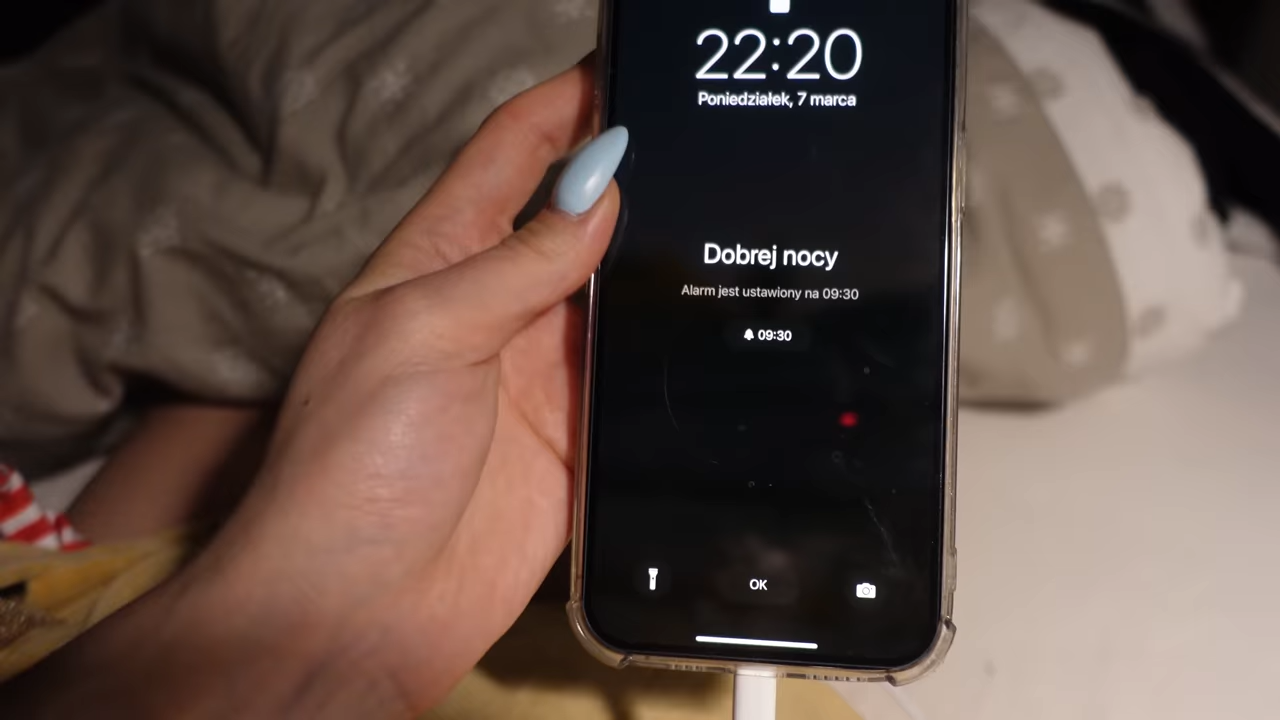 22:20
Poniedziałek, 7 marca
Dobrej nocy
Alarm jest ustawiony na 09:30
09:30
OK